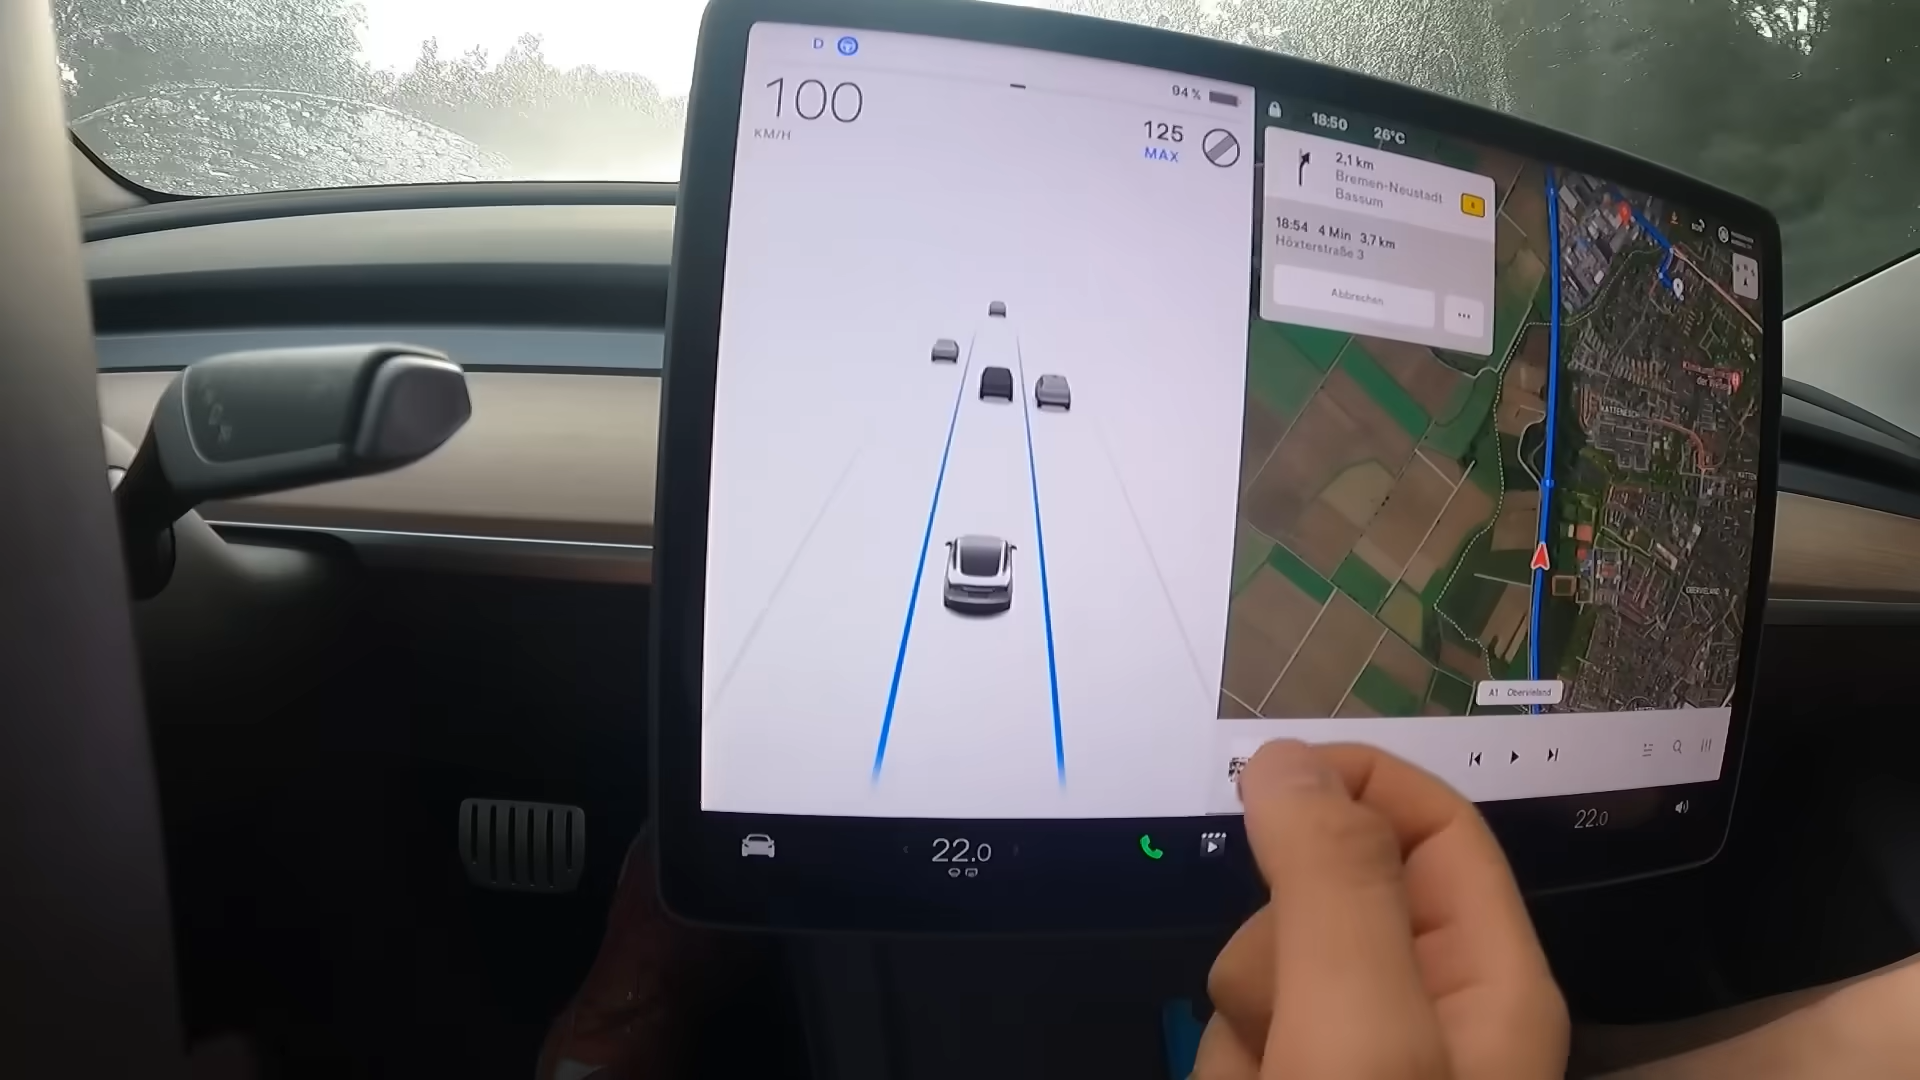 D
94 %
100
KM/H
125
MAX
18:50
26°C
2,1 km
Bremen-Neustadt
Bassum
18:54 4 Min 3,7 km
Höxterstraße 3
Abbrechen
...
KATTENESCH
A1 Obervieland
22.0
22.0